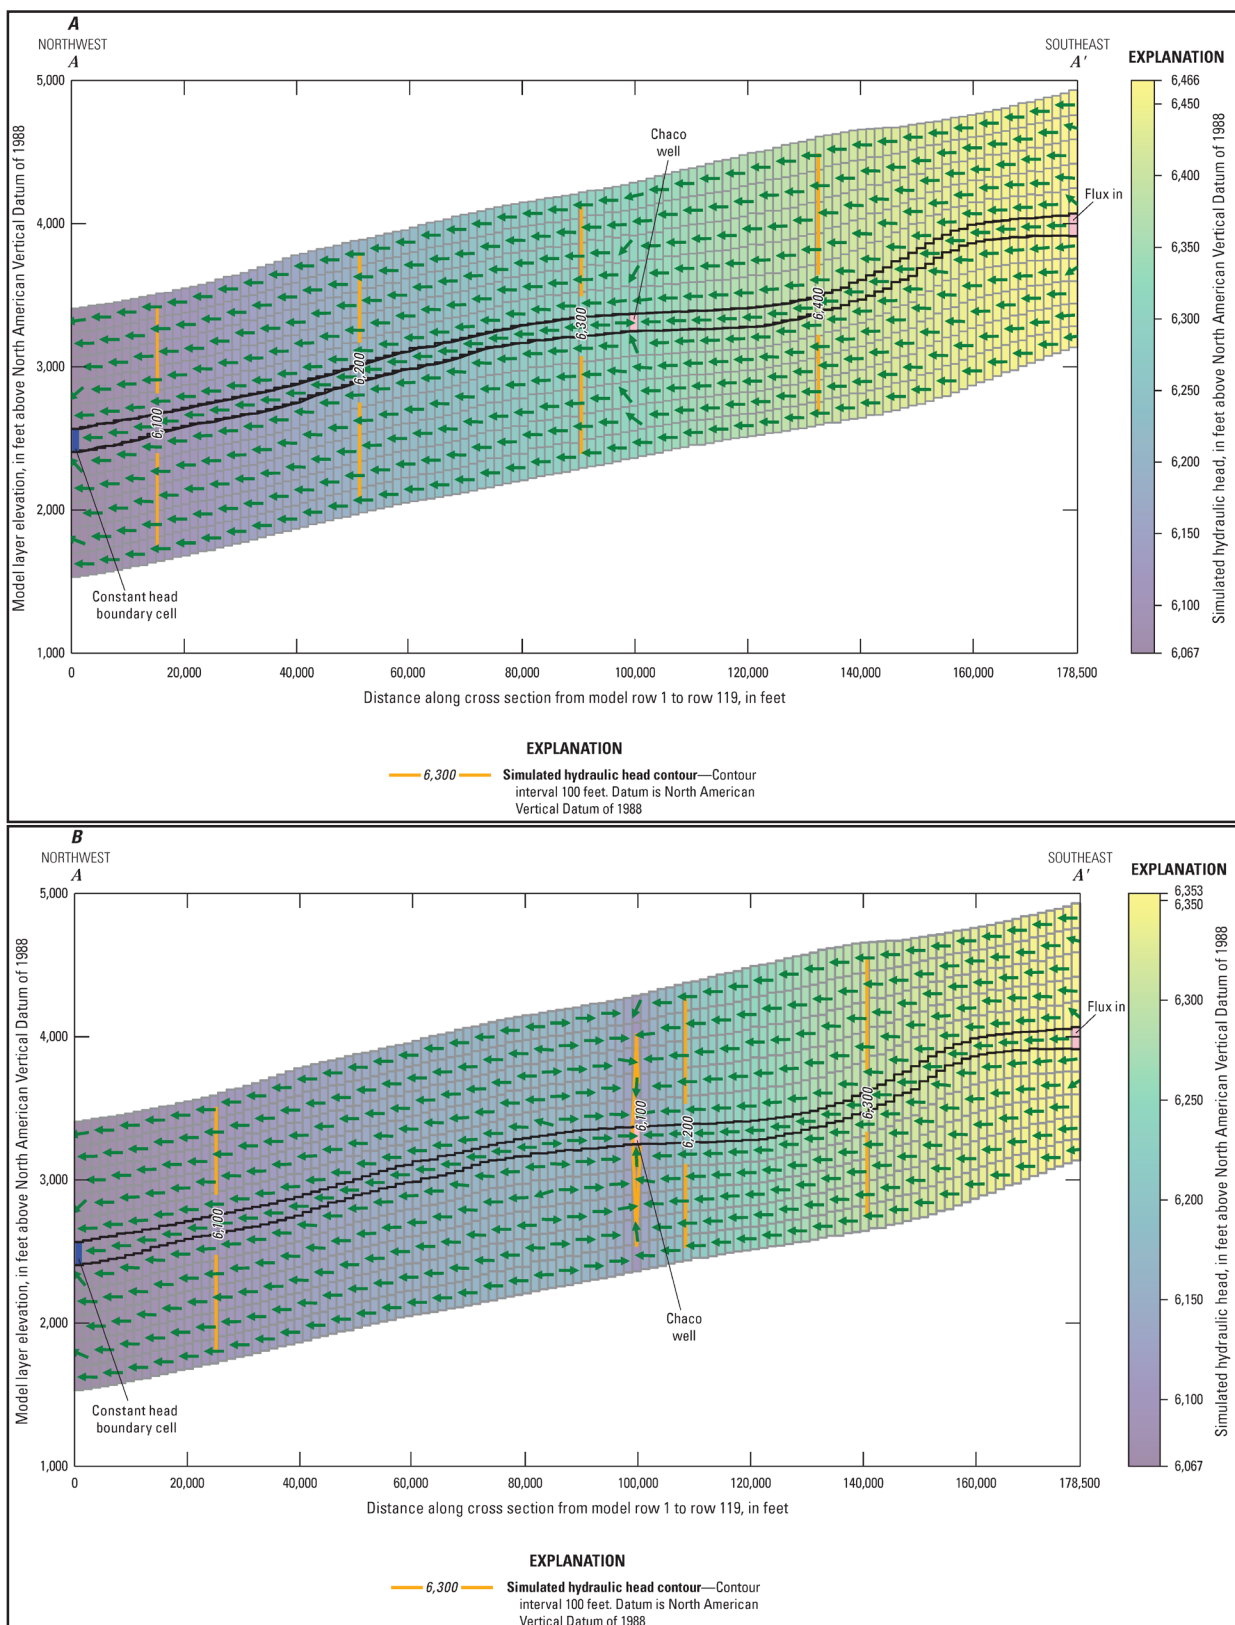 A
NORTHWEST
A
SOUTHEAST
A'
EXPLANATION
5,000
4,000
3,000
2,000
1,000
Model layer elevation, in feet above North American Vertical Datum of 1988
Chaco
well
Flux in
6,100
6,200
6,300
6,400
Constant head
boundary cell
0
20,000
40,000
60,000
80,000
100,000
120,000
140,000
160,000
178,500
Distance along cross section from model row 1 to row 119, in feet
6,466
6,450
6,400
6,350
6,300
6,250
6,200
6,150
6,100
6,067
Simulated hydraulic head, in feet above North American Vertical Datum of 1988
EXPLANATION
6,300
Simulated hydraulic head contour—Contour
interval 100 feet. Datum is North American
Vertical Datum of 1988
B
NORTHWEST
A
SOUTHEAST
A'
EXPLANATION
5,000
4,000
3,000
2,000
1,000
Model layer elevation, in feet above North American Vertical Datum of 1988
Flux in
6,100
6,100
6,200
6,300
Chaco
well
Constant head
boundary cell
0
20,000
40,000
60,000
80,000
100,000
120,000
140,000
160,000
178,500
Distance along cross section from model row 1 to row 119, in feet
6,353
6,350
6,300
6,250
6,200
6,150
6,100
6,067
Simulated hydraulic head, in feet above North American Vertical Datum of 1988
EXPLANATION
6,300
Simulated hydraulic head contour—Contour
interval 100 feet. Datum is North American
Vertical Datum of 1988